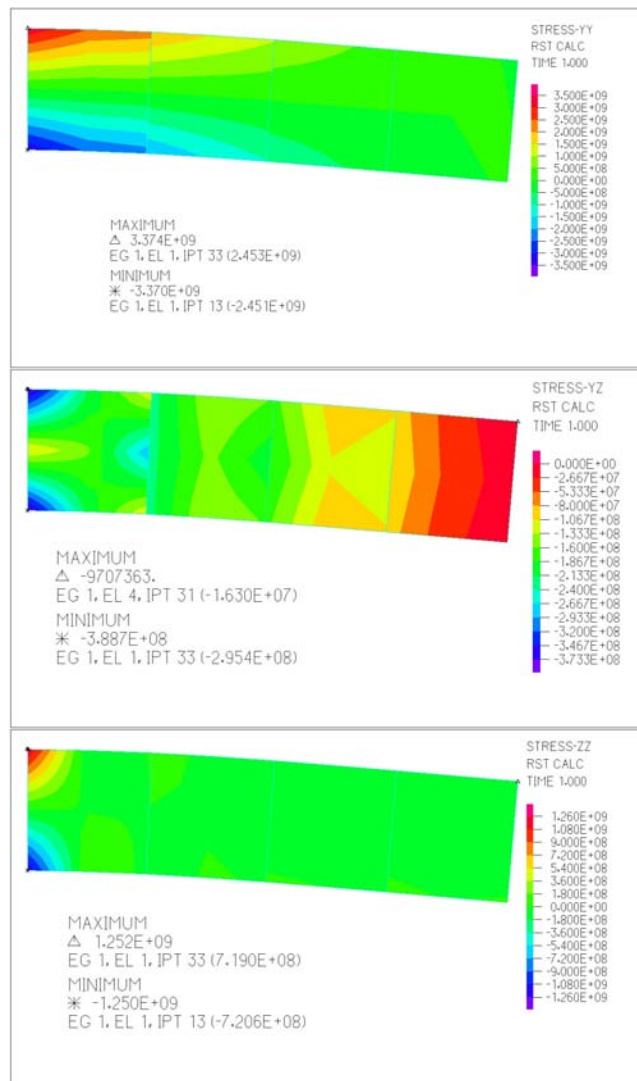 STRESS-YY
RST CALC
TIME 1.000
3.500E+09
3.000E+09
2.500E+09
2.000E+09
1.500E+09
1.000E+09
5.000E+08
0.000E+00
-5.000E+08
-1.000E+09
-1.500E+09
-2.000E+09
-2.500E+09
-3.000E+09
-3.500E+09
MAXIMUM
△ 3.374E+09
EG 1, EL 1, IPT 33 (2.453E+09)
MINIMUM
✳ -3.370E+09
EG 1, EL 1, IPT 13 (-2.451E+09)
STRESS-YZ
RST CALC
TIME 1.000
0.000E+00
-2.667E+07
-5.333E+07
-8.000E+07
-1.067E+08
-1.333E+08
-1.600E+08
-1.867E+08
-2.133E+08
-2.400E+08
-2.667E+08
-2.933E+08
-3.200E+08
-3.467E+08
-3.733E+08
MAXIMUM
△ -9707363.
EG 1, EL 4, IPT 31 (-1.630E+07)
MINIMUM
✳ -3.887E+08
EG 1, EL 1, IPT 33 (-2.954E+08)
STRESS-ZZ
RST CALC
TIME 1.000
1.260E+09
1.080E+09
9.000E+08
7.200E+08
5.400E+08
3.600E+08
1.800E+08
0.000E+00
-1.800E+08
-3.600E+08
-5.400E+08
-7.200E+08
-9.000E+08
-1.080E+09
-1.260E+09
MAXIMUM
△ 1.252E+09
EG 1, EL 1, IPT 33 (7.190E+08)
MINIMUM
✳ -1.250E+09
EG 1, EL 1, IPT 13 (-7.206E+08)